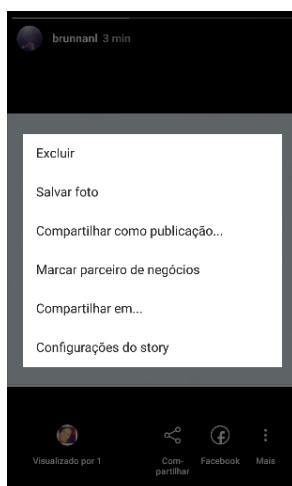 brunnanl 3 min
Excluir
Salvar foto
Compartilhar como publicação...
Marcar parceiro de negócios
Compartilhar em...
Configurações do story
Visualizado por 1
Com-
partilhar
Facebook
Mais